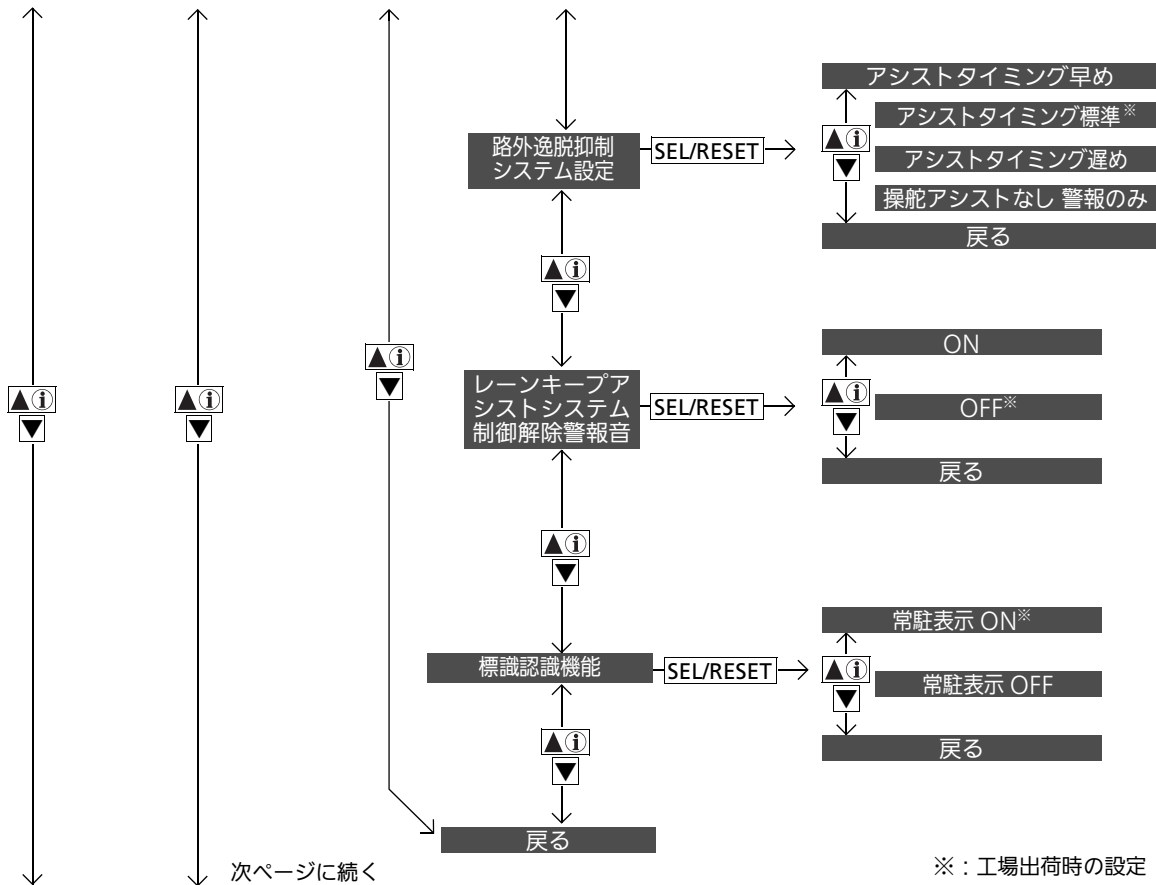 アシストタイミング早め
アシストタイミング標準※
路外逸脱抑制
システム設定
SEL/RESET
▲ⓘ
▼
アシストタイミング遅め
操舵アシストなし 警報のみ
戻る
▲ⓘ
▼
ON
▲ⓘ
▼
レーンキープア
シストシステム
制御解除警報音
SEL/RESET
▲ⓘ
▼
OFF※
▲ⓘ
▼
▲ⓘ
▼
戻る
▲ⓘ
▼
常駐表示 ON※
標識認識機能
SEL/RESET
▲ⓘ
▼
常駐表示 OFF
▲ⓘ
▼
戻る
戻る
次ページに続く
※：工場出荷時の設定